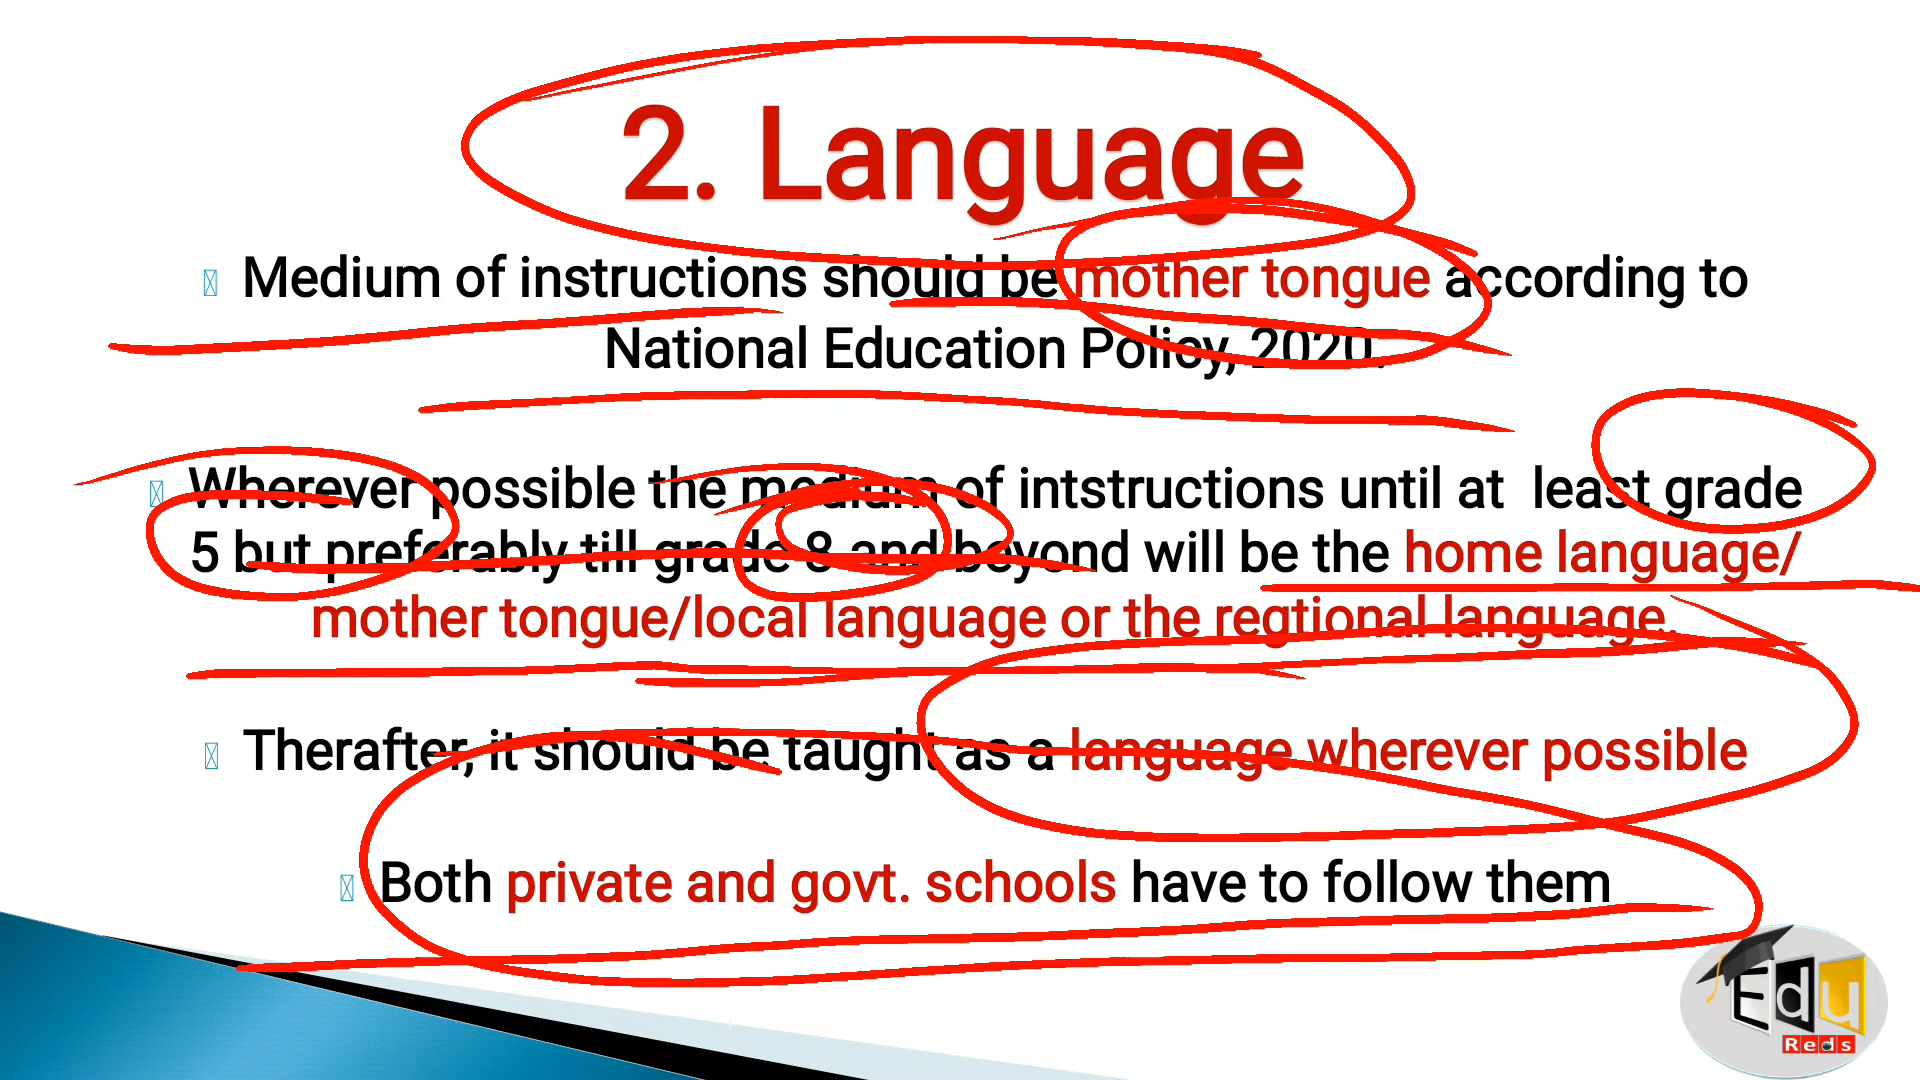 2. Language
Medium of instructions should be mother tongue according to
National Education Policy, 2020.
Wherever possible the medium of intstructions until at least grade
5 but preferably till grade 8 and beyond will be the home language/
mother tongue/local language or the regtional language.
Therafter, it should be taught as a language wherever possible
Both private and govt. schools have to follow them
Edu
Reds